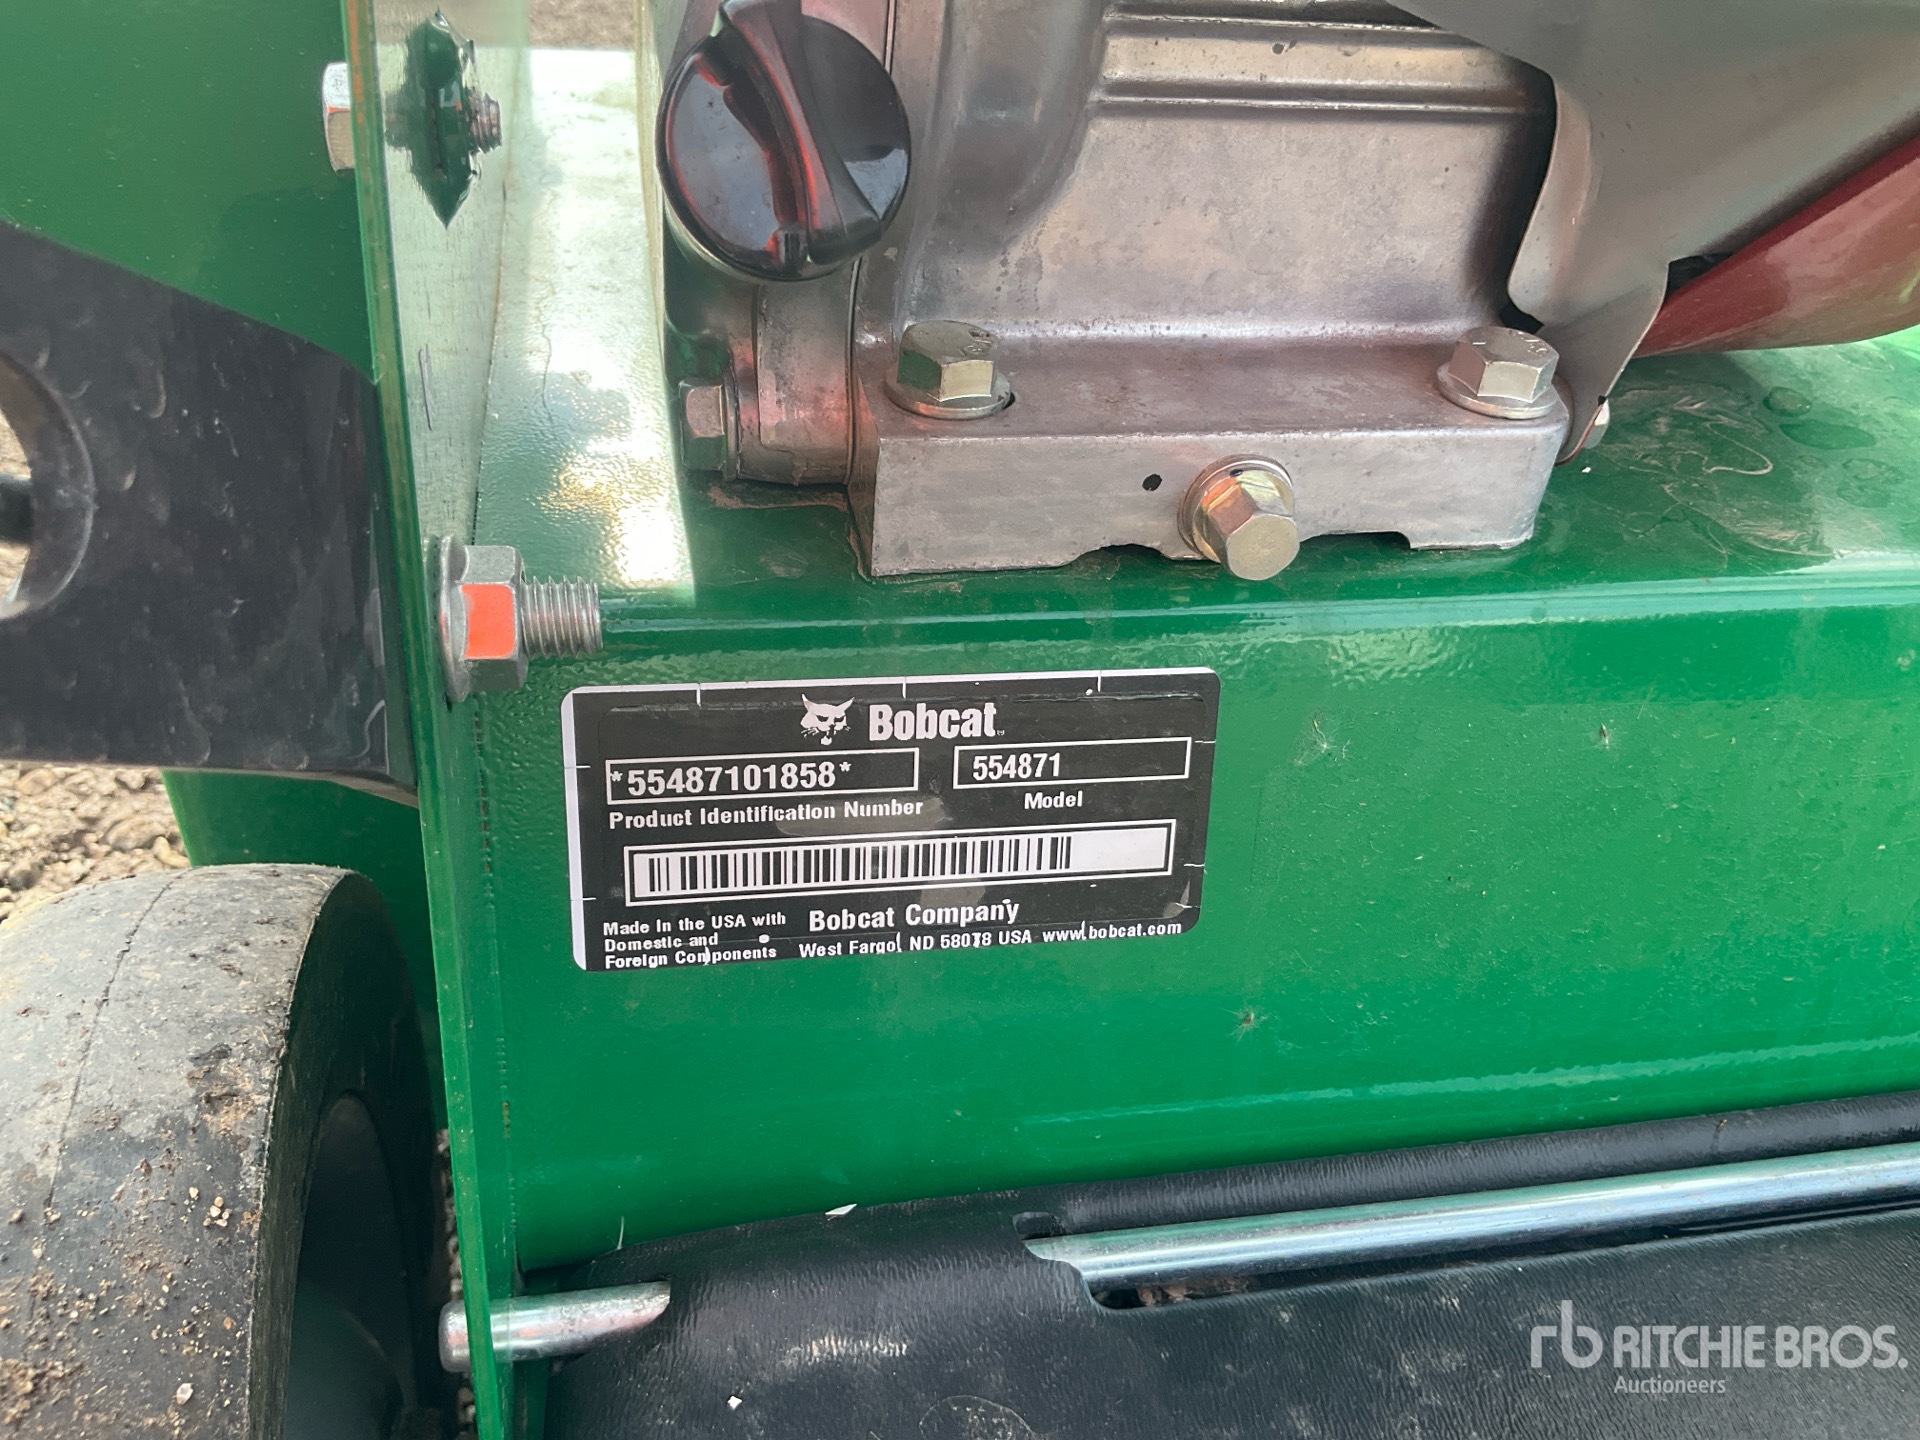 Bobcat
*55487101858*
554871
Product Identification Number
Model
Made In the USA with
Domestic and
Foreign Components
Bobcat Company
West Fargo, ND 58078 USA www.bobcat.com
rb RITCHIE BROS.
Auctioneers